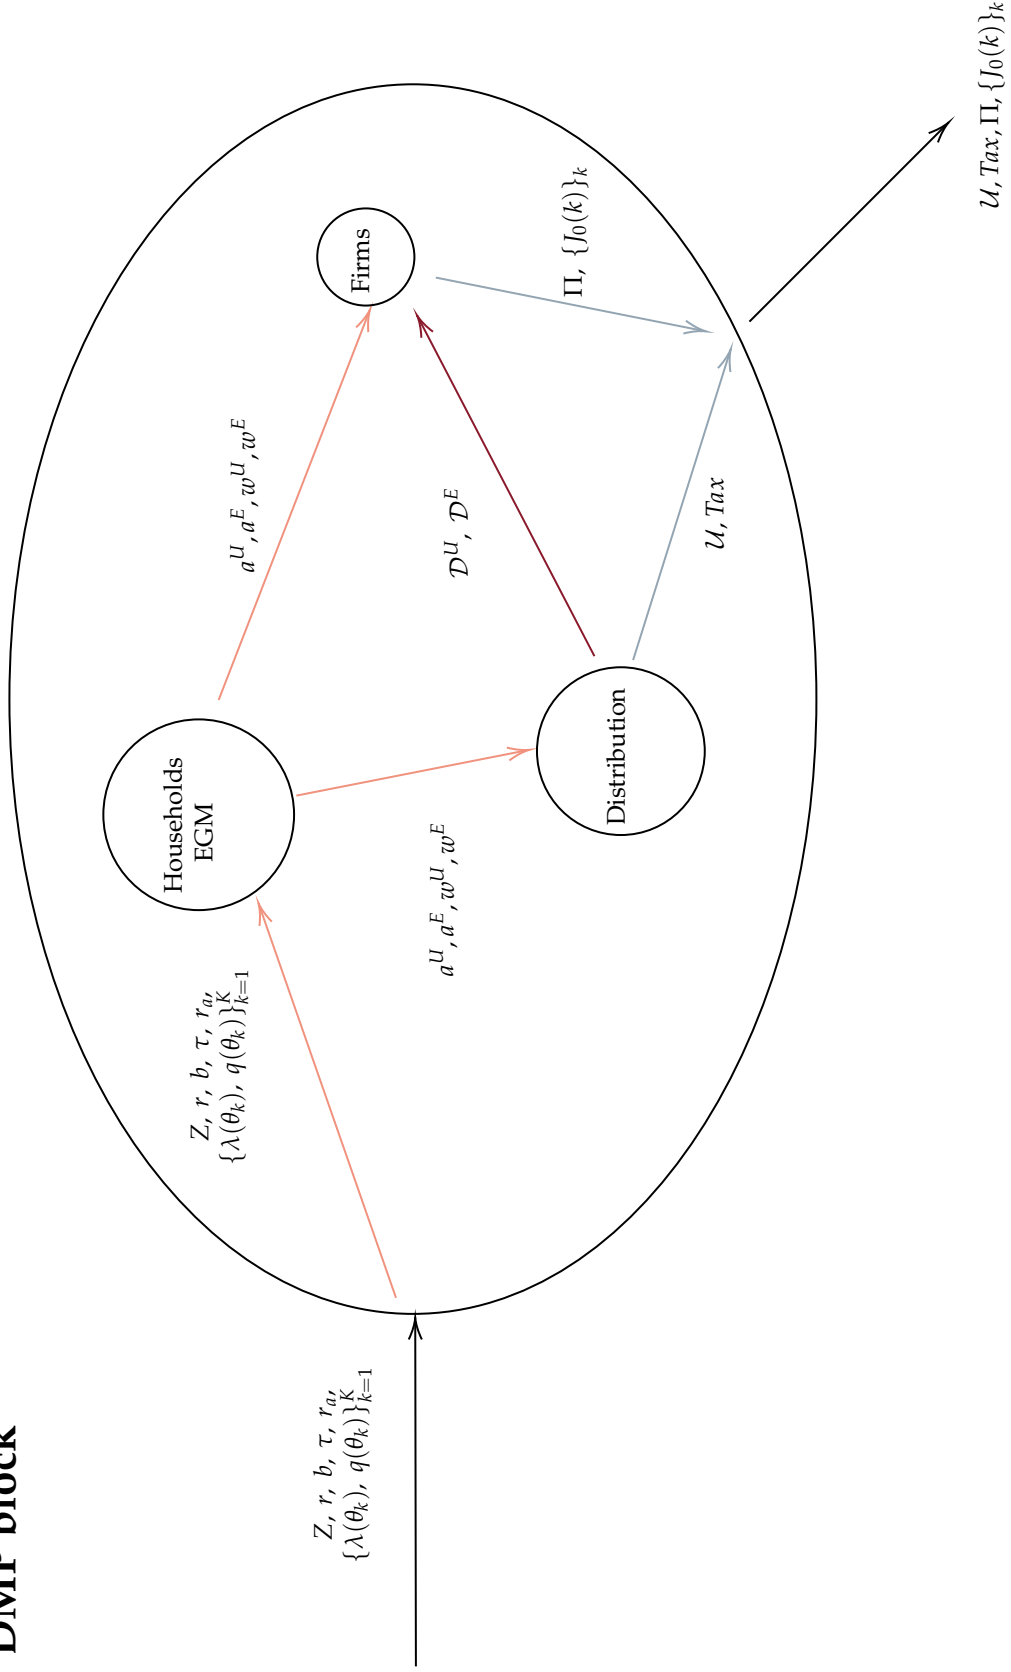 DMP block
Z, r, b, τ, r_a,
{λ(θ_k), q(θ_k)}_{k=1}^K
Z, r, b, τ, r_a,
{λ(θ_k), q(θ_k)}_{k=1}^K
Households
EGM
a^U, a^E, w^U, w^E
a^U, a^E, w^U, w^E
Distribution
𝒟^U, 𝒟^E
Firms
𝒰, Tax
Π, {J_0(k)}_k
𝒰, Tax, Π, {J_0(k)}_k